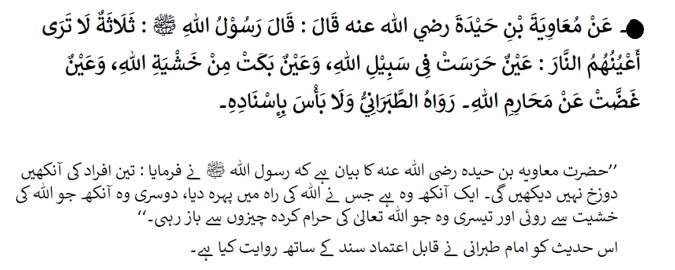 ۔ عَنْ مُعَاوِيَةَ بْنِ حَيْدَةَ رضي الله عنه قَالَ : قَالَ رَسُوْلُ اللهِ ﷺ : ثَلَاثَةٌ لَا تَرَى
أَعْيُنُهُمُ النَّارَ : عَيْنٌ حَرَسَتْ فِى سَبِيْلِ اللهِ، وَعَيْنٌ بَكَتْ مِنْ خَشْيَةِ اللهِ، وَعَيْنٌ
غَضَّتْ عَنْ مَحَارِمِ اللهِ۔ رَوَاهُ الطَّبَرَانِيُّ وَلَا بَأْسَ بِإِسْنَادِهِ۔
’’حضرت معاویہ بن حیدہ رضی اللہ عنہ کا بیان ہے کہ رسول اللہ ﷺ نے فرمایا : تین افراد کی آنکھیں
دوزخ نہیں دیکھیں گی۔ ایک آنکھ وہ ہے جس نے اللہ کی راہ میں پہرہ دیا، دوسری وہ آنکھ جو اللہ کی
خشیت سے روئی اور تیسری وہ جو اللہ تعالیٰ کی حرام کردہ چیزوں سے باز رہی۔‘‘
اس حدیث کو امام طبرانی نے قابل اعتماد سند کے ساتھ روایت کیا ہے۔